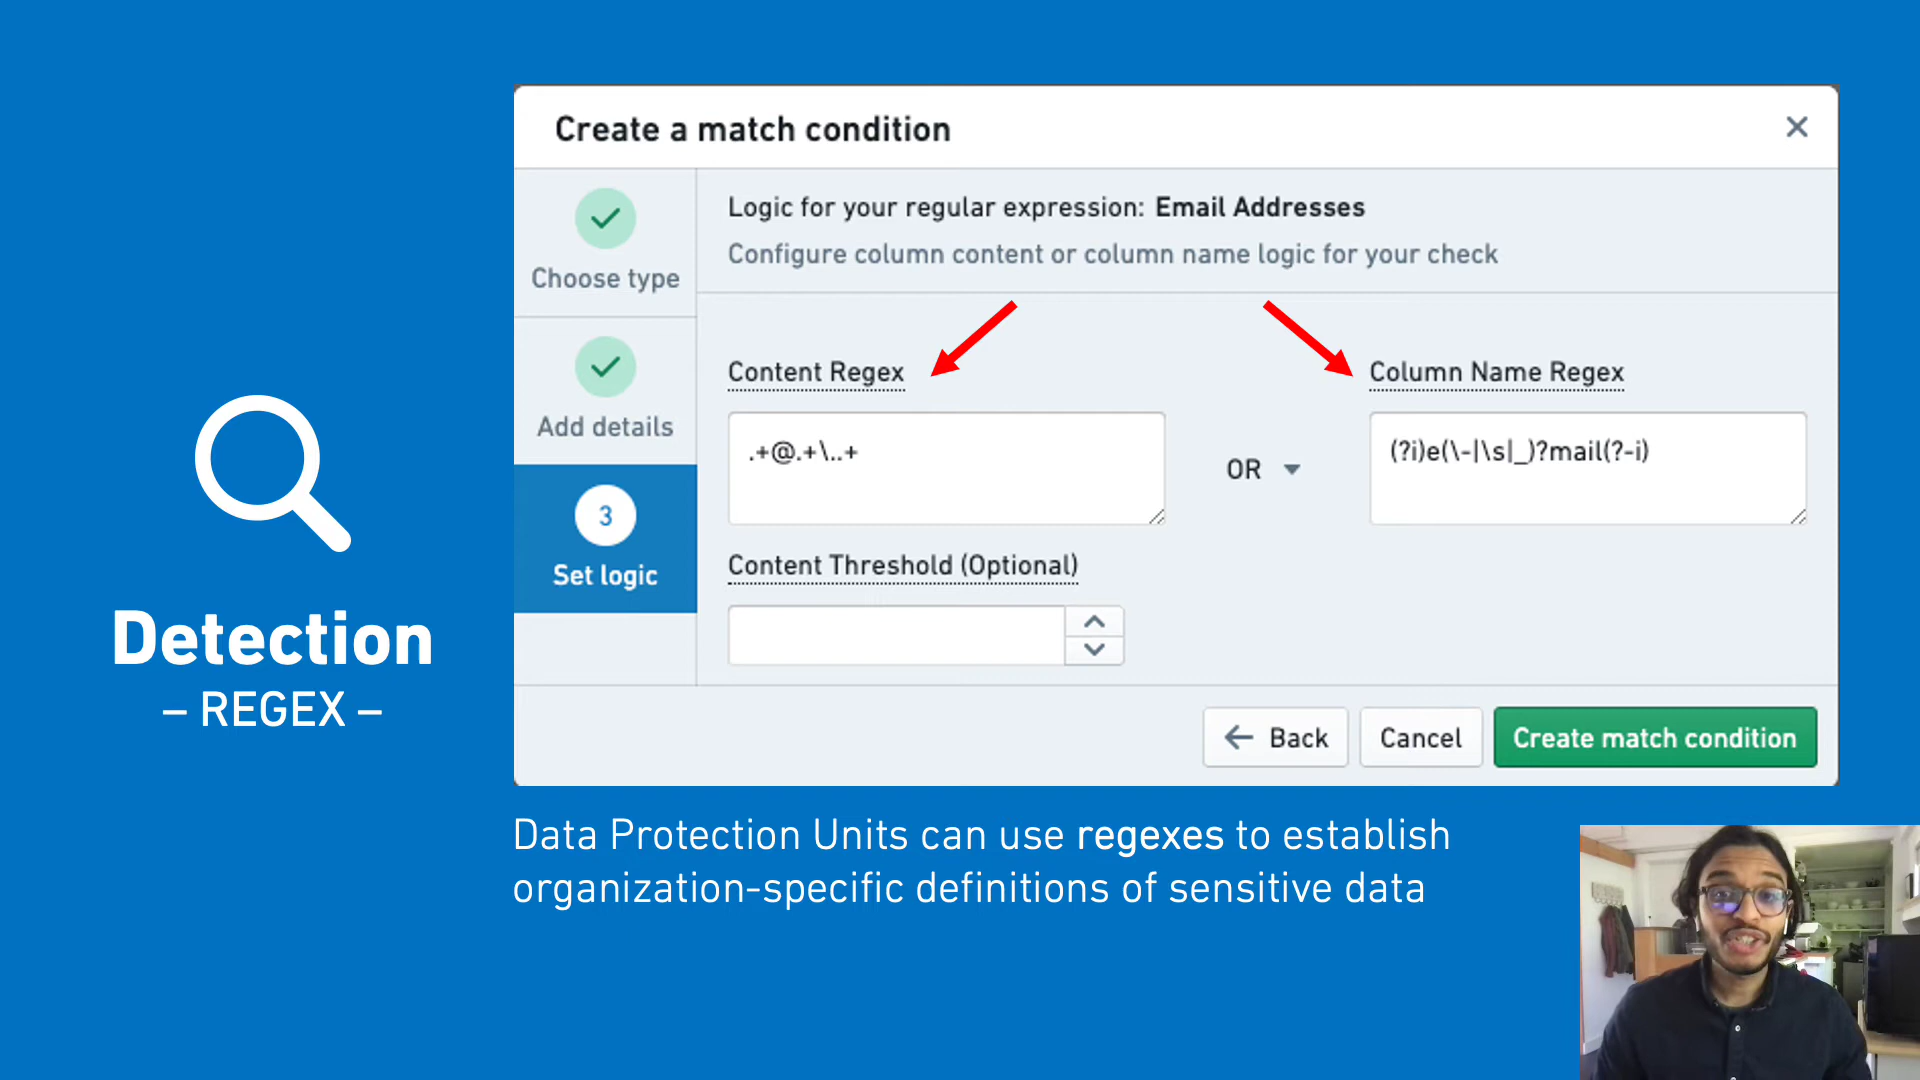 Create a match condition
Choose type
Add details
3
Set logic
Logic for your regular expression: Email Addresses
Configure column content or column name logic for your check
Content Regex
.+@.+\..+
OR
Column Name Regex
(?i)e(\-|\s|_)?mail(?-i)
Content Threshold (Optional)
Back
Cancel
Create match condition
Detection
– REGEX –
Data Protection Units can use regexes to establish
organization-specific definitions of sensitive data